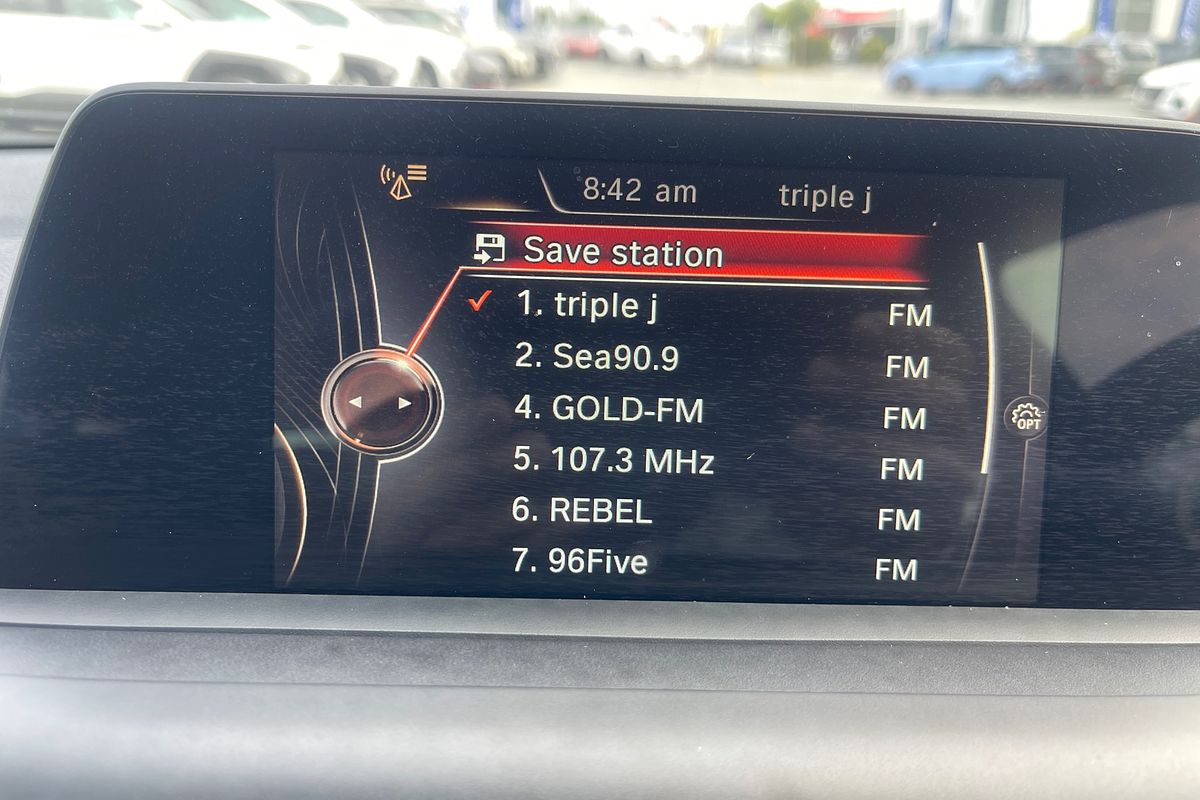 8:42 am triple j
Save station
1. triple j FM
2. Sea90.9 FM
4. GOLD-FM FM
5. 107.3 MHz FM
6. REBEL FM
7. 96Five FM
OPT